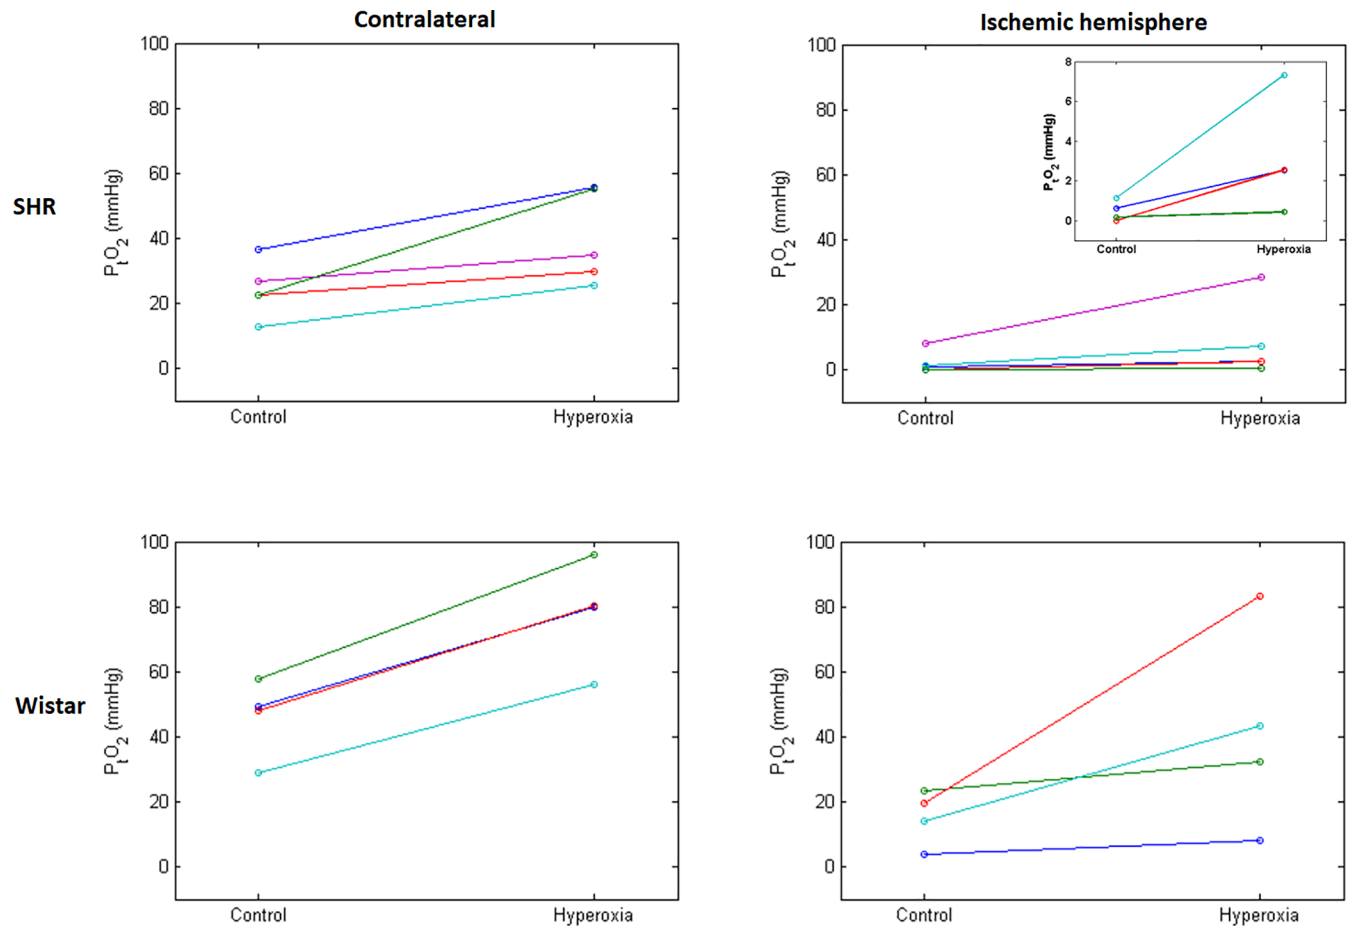 Contralateral
Ischemic hemisphere
SHR
100
80
60
40
20
0
PtO2 (mmHg)
Control
Hyperoxia
100
80
60
40
20
0
PtO2 (mmHg)
Control
Hyperoxia
8
6
4
2
0
PtO2 (mmHg)
Control
Hyperoxia
Wistar
100
80
60
40
20
0
PtO2 (mmHg)
Control
Hyperoxia
100
80
60
40
20
0
PtO2 (mmHg)
Control
Hyperoxia